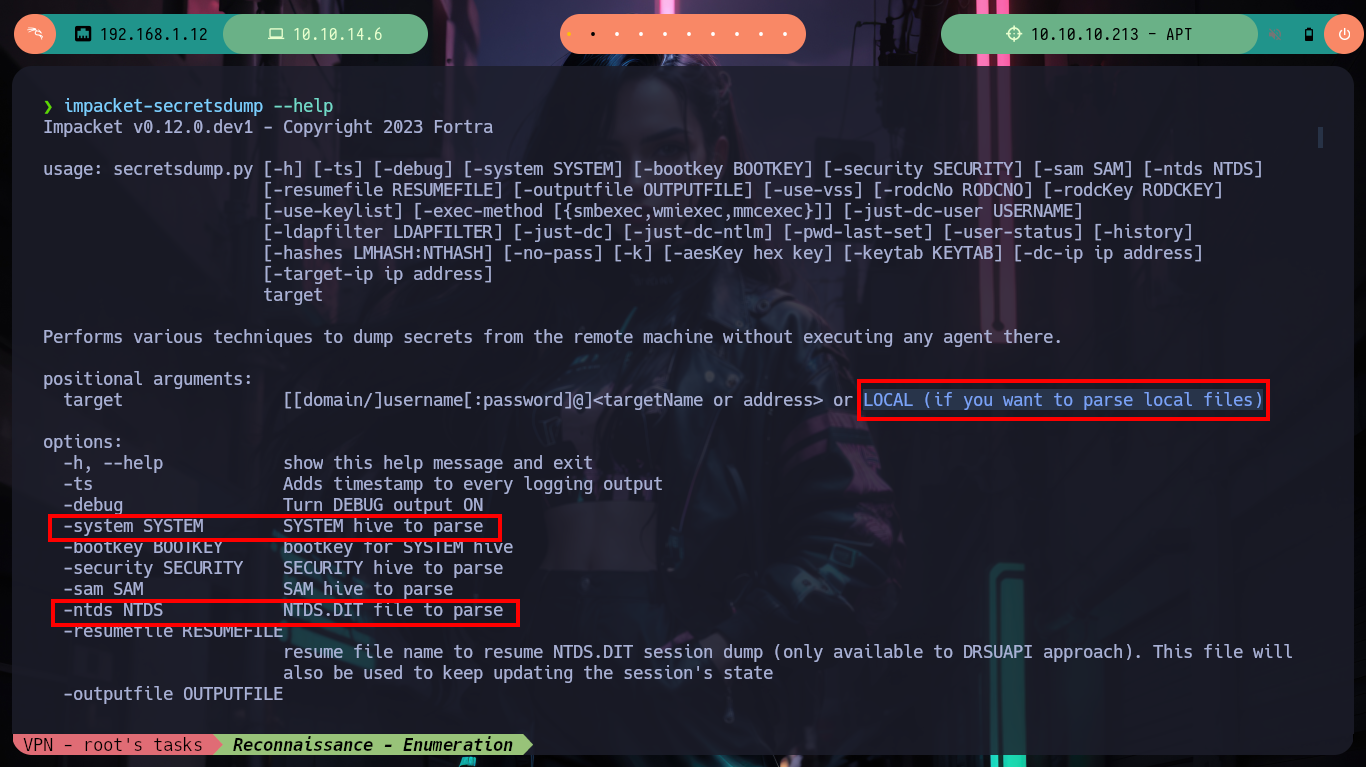 192.168.1.12
10.10.14.6
10.10.10.213 - APT
❯ impacket-secretsdump --help
Impacket v0.12.0.dev1 - Copyright 2023 Fortra
usage: secretsdump.py [-h] [-ts] [-debug] [-system SYSTEM] [-bootkey BOOTKEY] [-security SECURITY] [-sam SAM] [-ntds NTDS]
[-resumefile RESUMEFILE] [-outputfile OUTPUTFILE] [-use-vss] [-rodcNo RODCNO] [-rodcKey RODCKEY]
[-use-keylist] [-exec-method [{smbexec,wmiexec,mmcexec}]] [-just-dc-user USERNAME]
[-ldapfilter LDAPFILTER] [-just-dc] [-just-dc-ntlm] [-pwd-last-set] [-user-status] [-history]
[-hashes LMHASH:NTHASH] [-no-pass] [-k] [-aesKey hex key] [-keytab KEYTAB] [-dc-ip ip address]
[-target-ip ip address]
target
Performs various techniques to dump secrets from the remote machine without executing any agent there.
positional arguments:
target [[domain/]username[:password]@]<targetName or address> or LOCAL (if you want to parse local files)
options:
-h, --help show this help message and exit
-ts Adds timestamp to every logging output
-debug Turn DEBUG output ON
-system SYSTEM SYSTEM hive to parse
-bootkey BOOTKEY bootkey for SYSTEM hive
-security SECURITY SECURITY hive to parse
-sam SAM SAM hive to parse
-ntds NTDS NTDS.DIT file to parse
-resumefile RESUMEFILE
resume file name to resume NTDS.DIT session dump (only available to DRSUAPI approach). This file will
also be used to keep updating the session's state
-outputfile OUTPUTFILE
VPN - root's tasks Reconnaissance - Enumeration